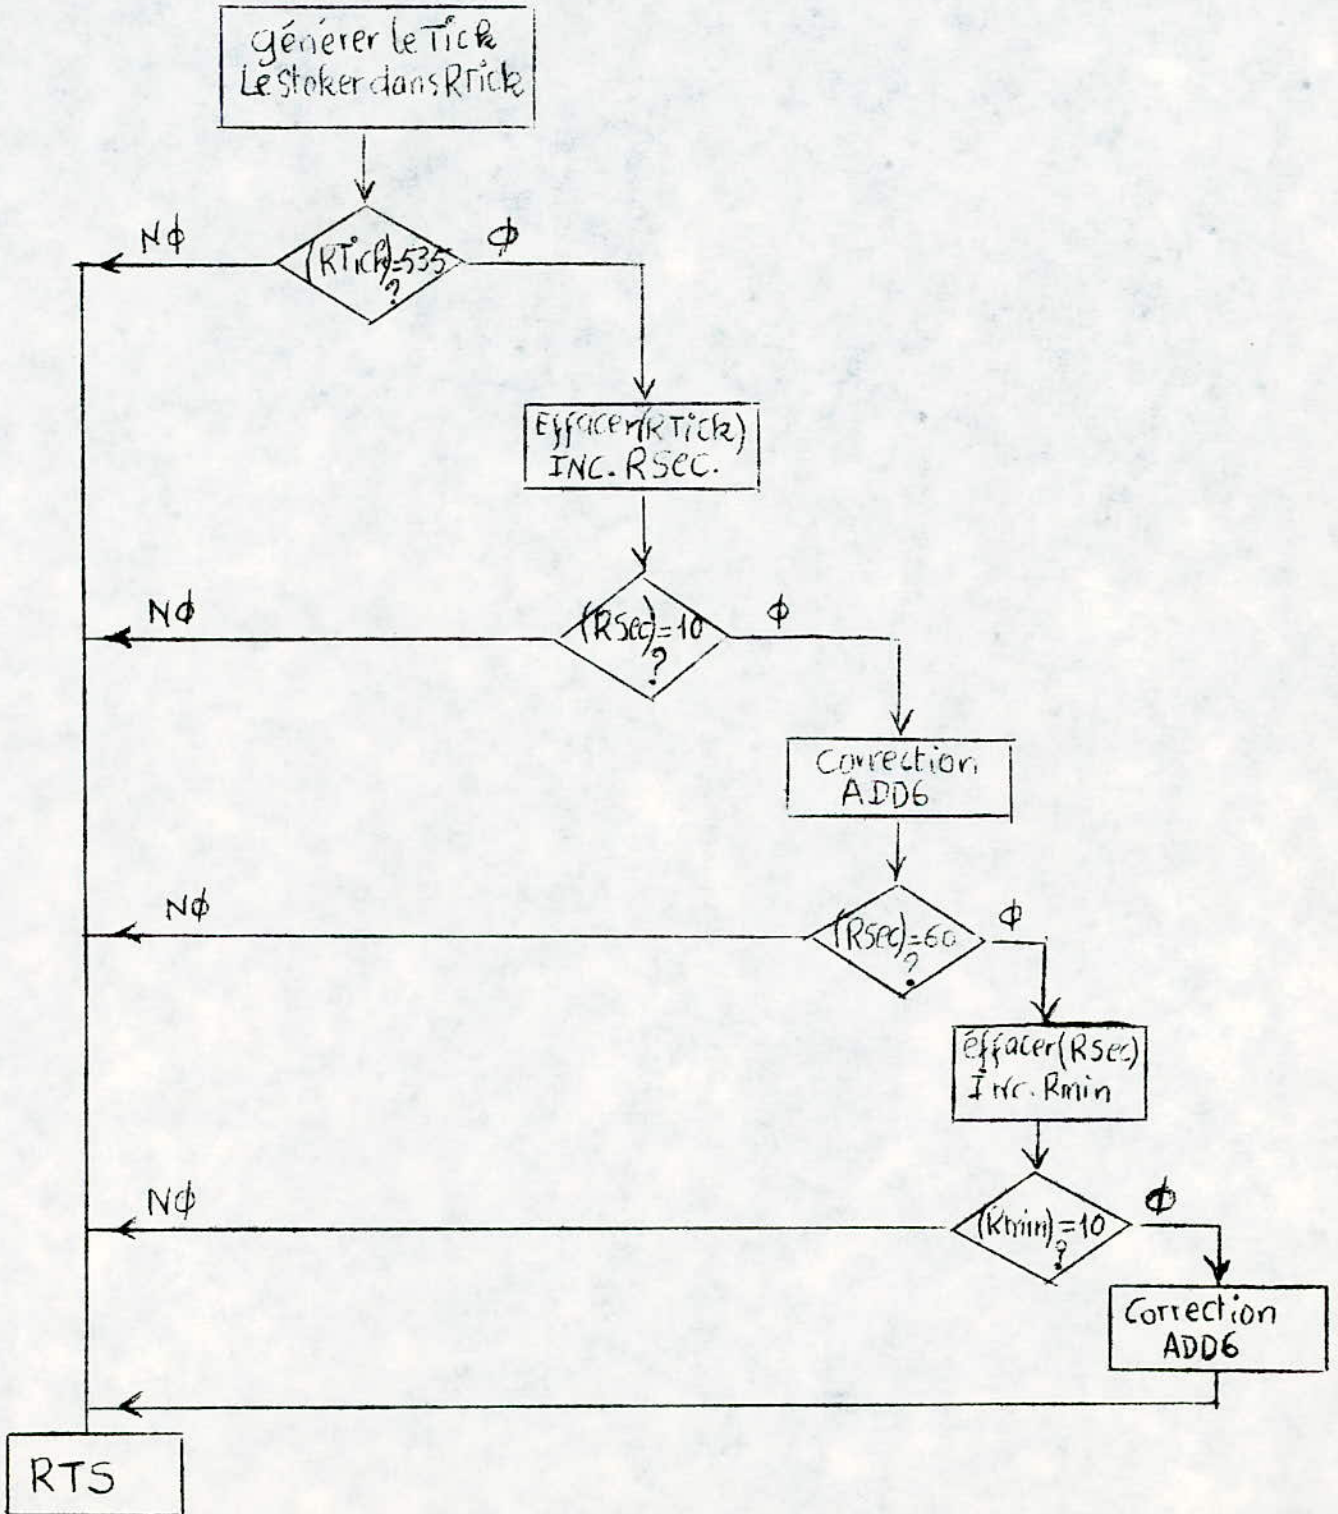 générer le Tick
Le Stoker dans RTick
(RTick)=535
?
NΦ
Φ
Effacer(RTick)
INC. RSec.
(RSec)=10
?
NΦ
Φ
Correction
ADD6
(RSec)=60
?
NΦ
Φ
éffacer(RSec)
Inc. Rmin
(Rmin)=10
?
NΦ
Φ
Correction
ADD6
RTS